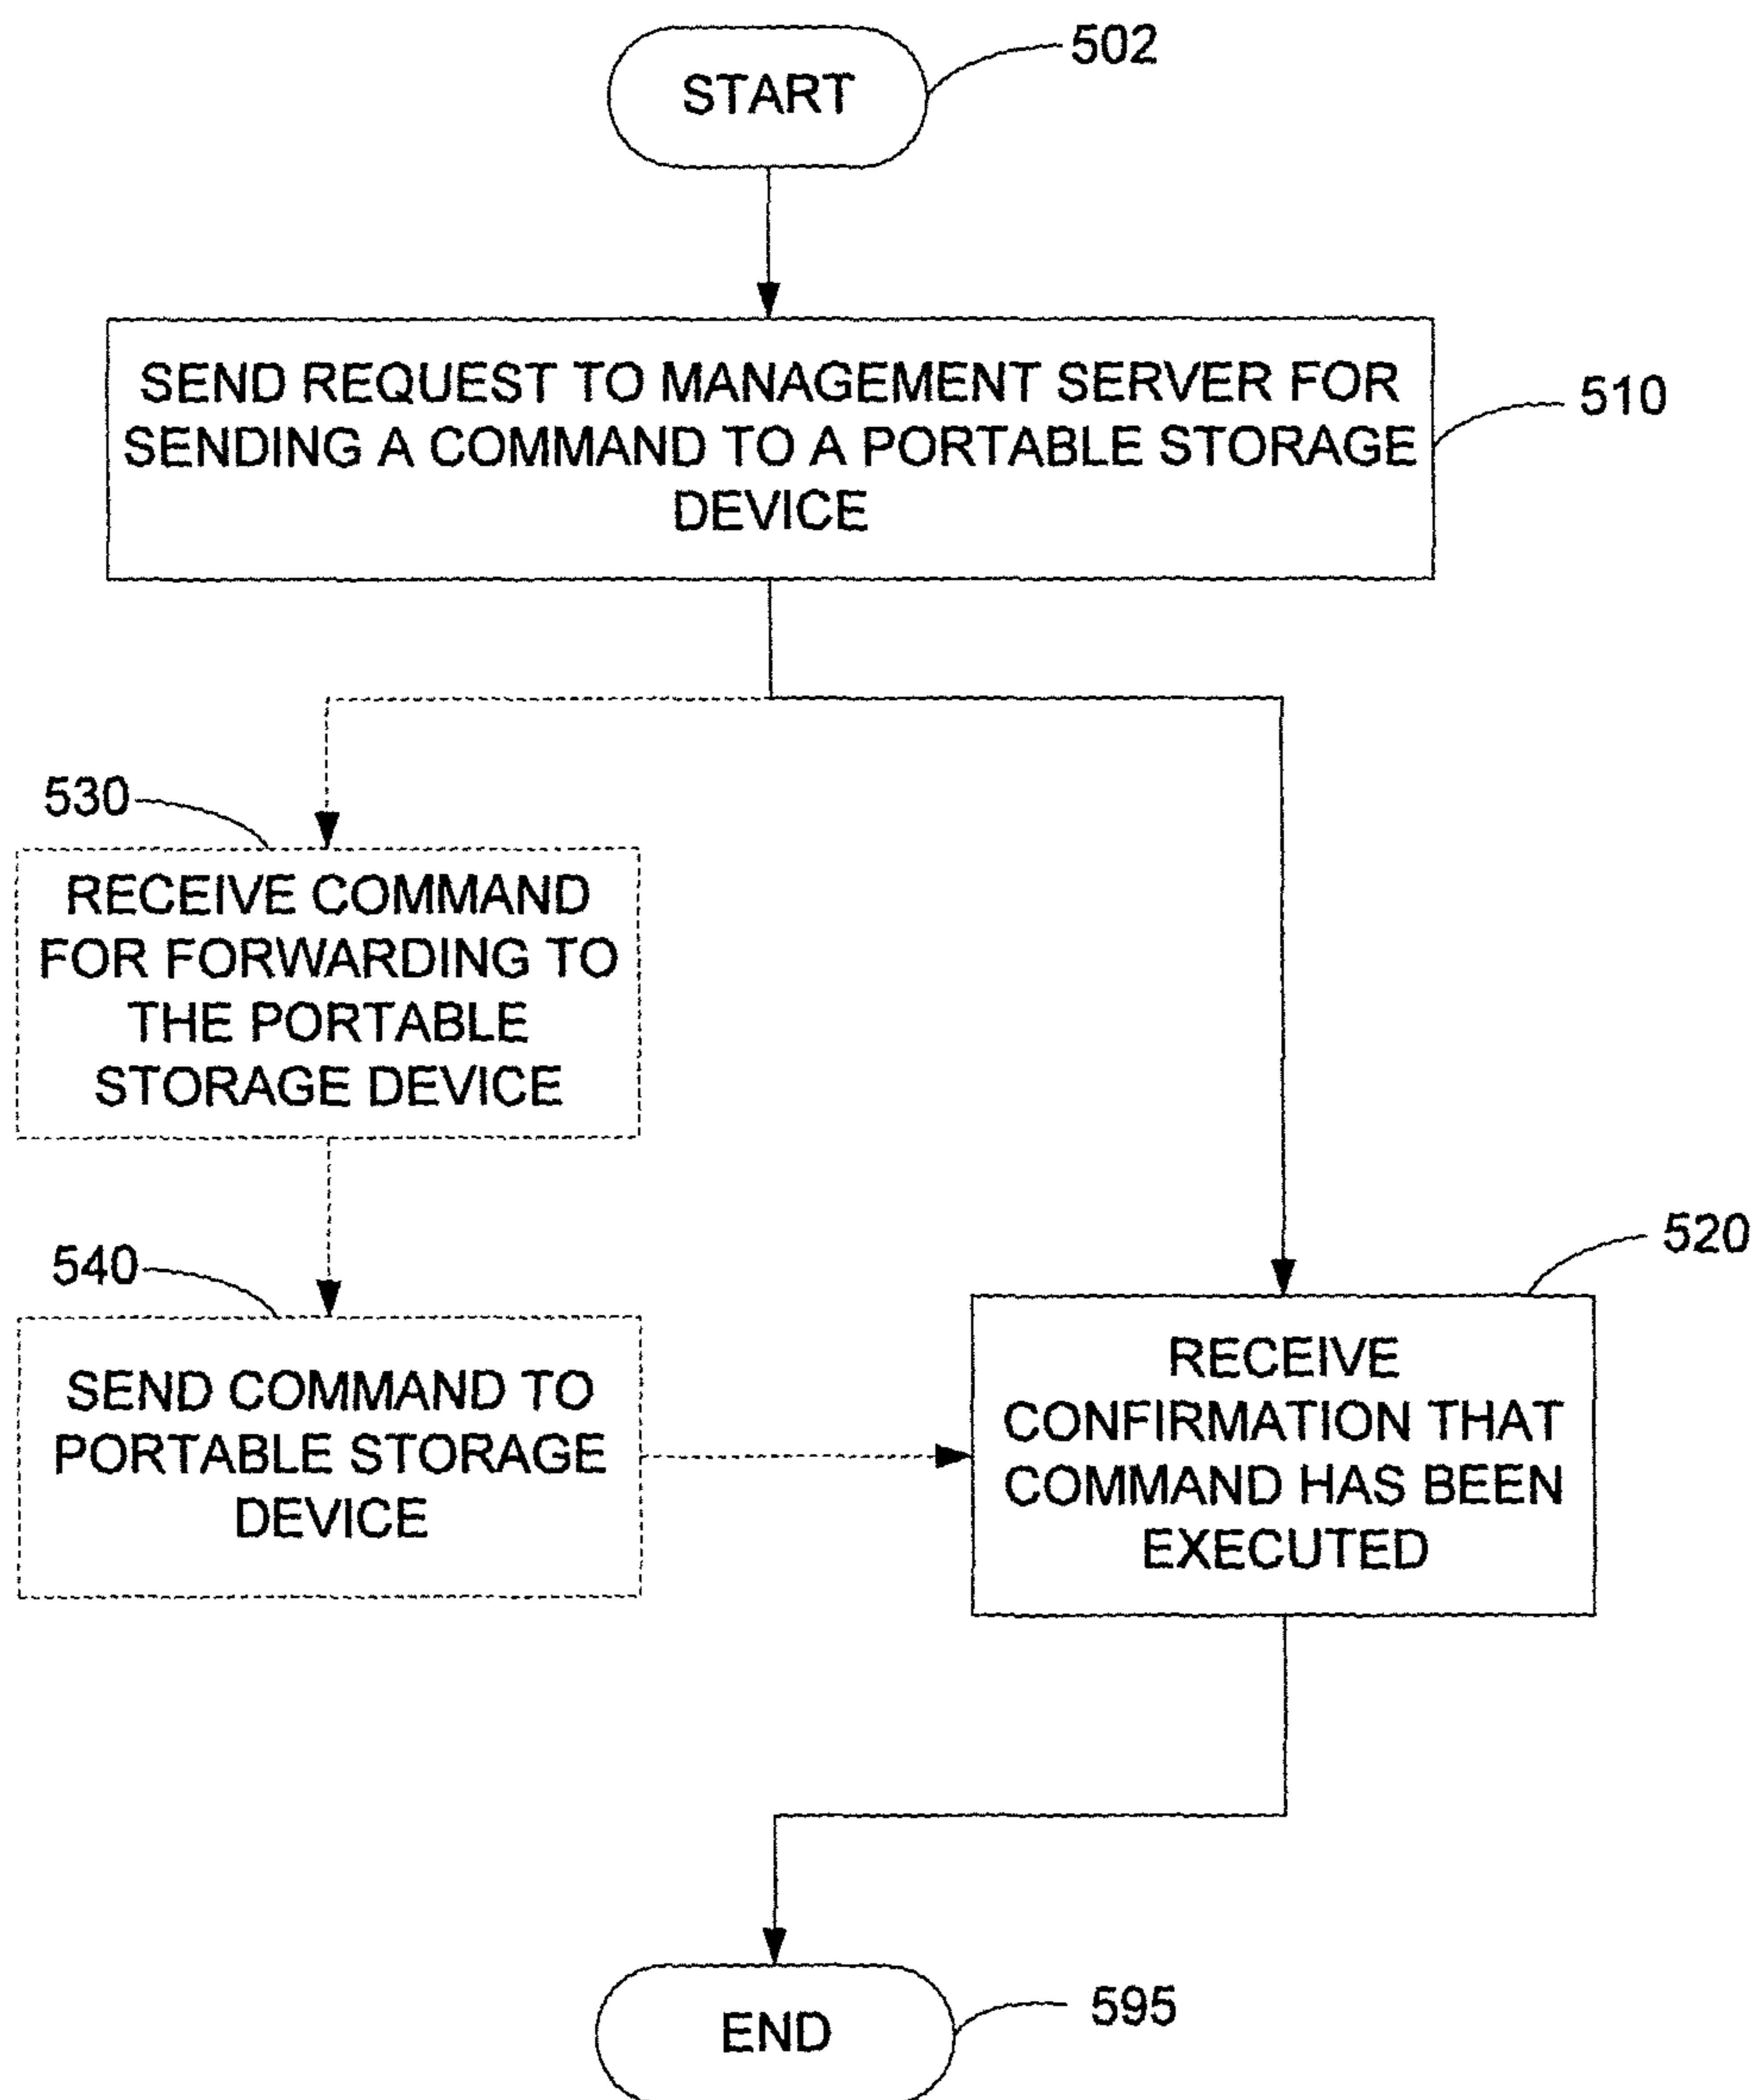 START
502
SEND REQUEST TO MANAGEMENT SERVER FOR
SENDING A COMMAND TO A PORTABLE STORAGE
DEVICE
510
530
RECEIVE COMMAND
FOR FORWARDING TO
THE PORTABLE
STORAGE DEVICE
540
SEND COMMAND TO
PORTABLE STORAGE
DEVICE
520
RECEIVE
CONFIRMATION THAT
COMMAND HAS BEEN
EXECUTED
END
595